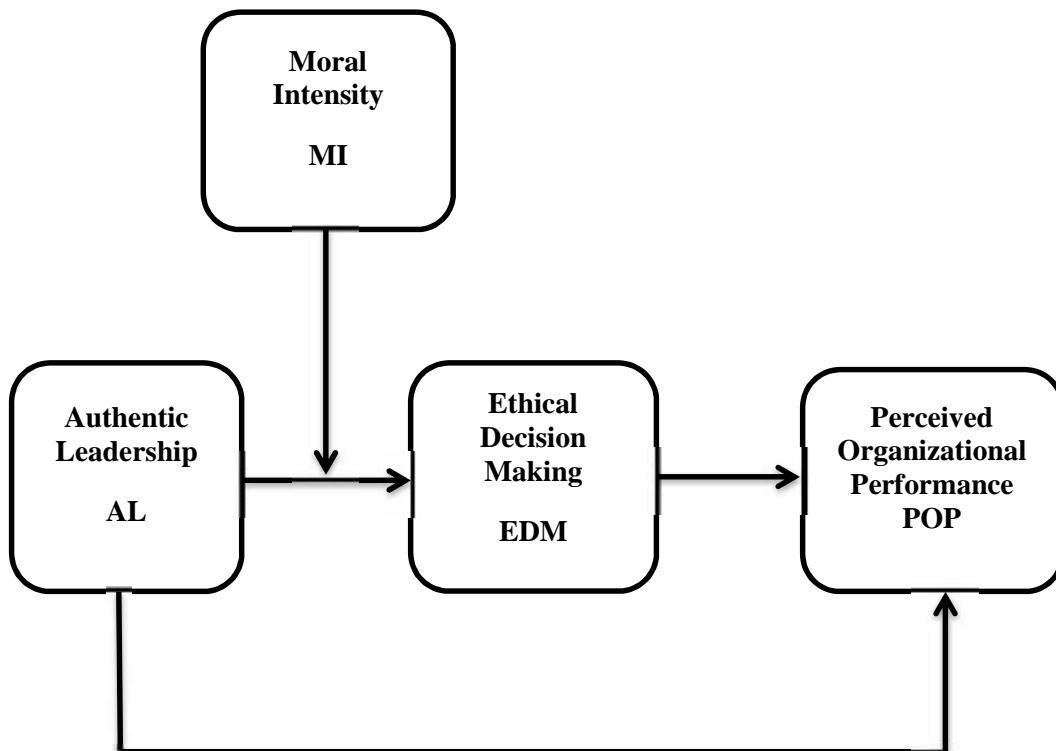 Moral
Intensity
MI
Authentic
Leadership
AL
Ethical
Decision
Making
EDM
Perceived
Organizational
Performance
POP